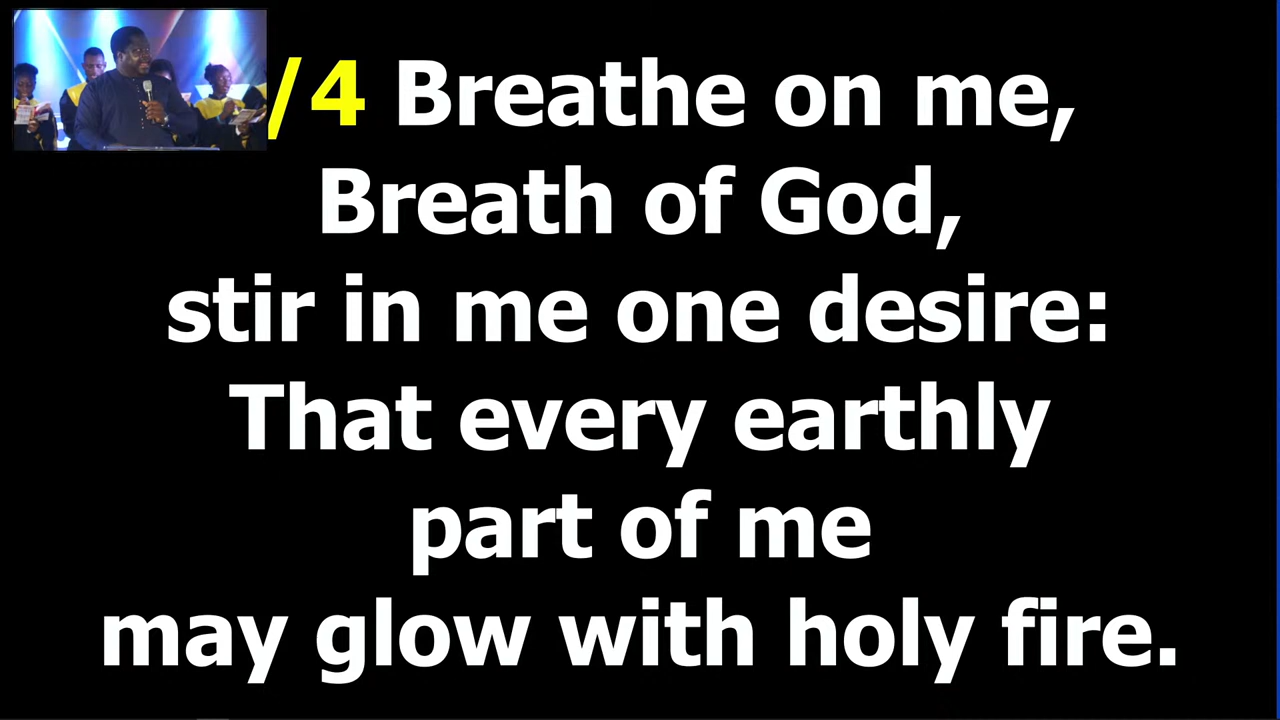 /4 Breathe on me,
Breath of God,
stir in me one desire:
That every earthly
part of me
may glow with holy fire.